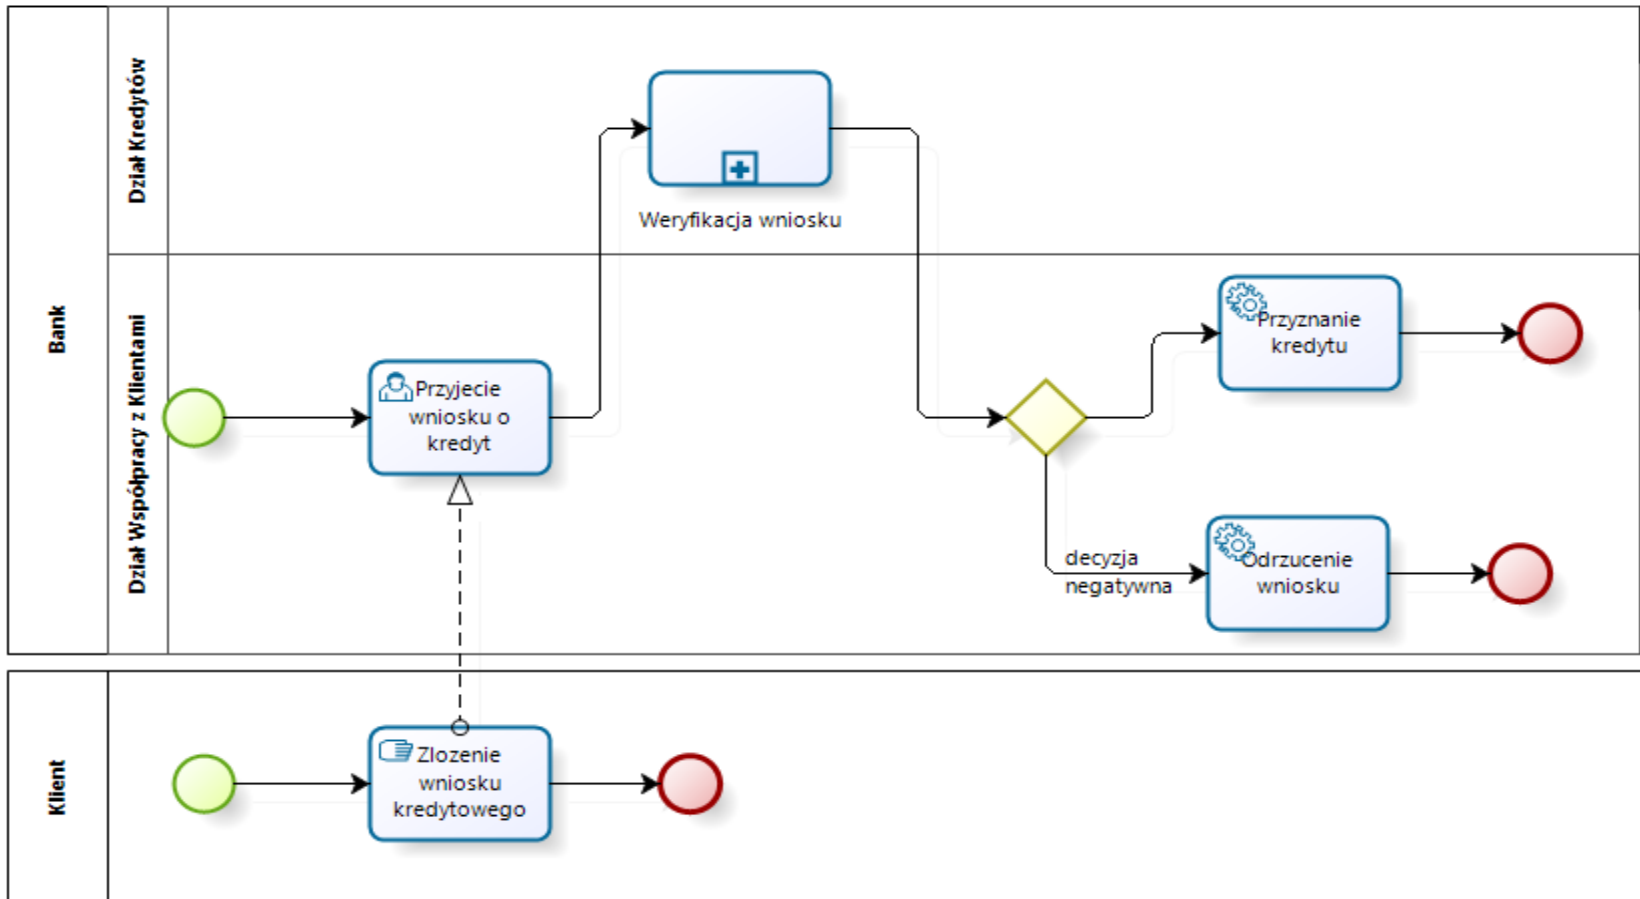 Bank
Dział Kredytów
Weryfikacja wniosku
Dział Współpracy z Klientami
Przyjecie
wniosku o
kredyt
Przyznanie
kredytu
decyzja
negatywna
Odrzucenie
wniosku
Klient
Zlozenie
wniosku
kredytowego